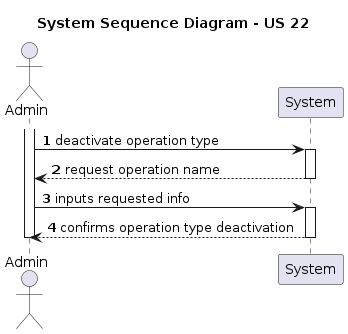 System Sequence Diagram - US 22
Admin
System
1 deactivate operation type
2 request operation name
3 inputs requested info
4 confirms operation type deactivation
Admin
System